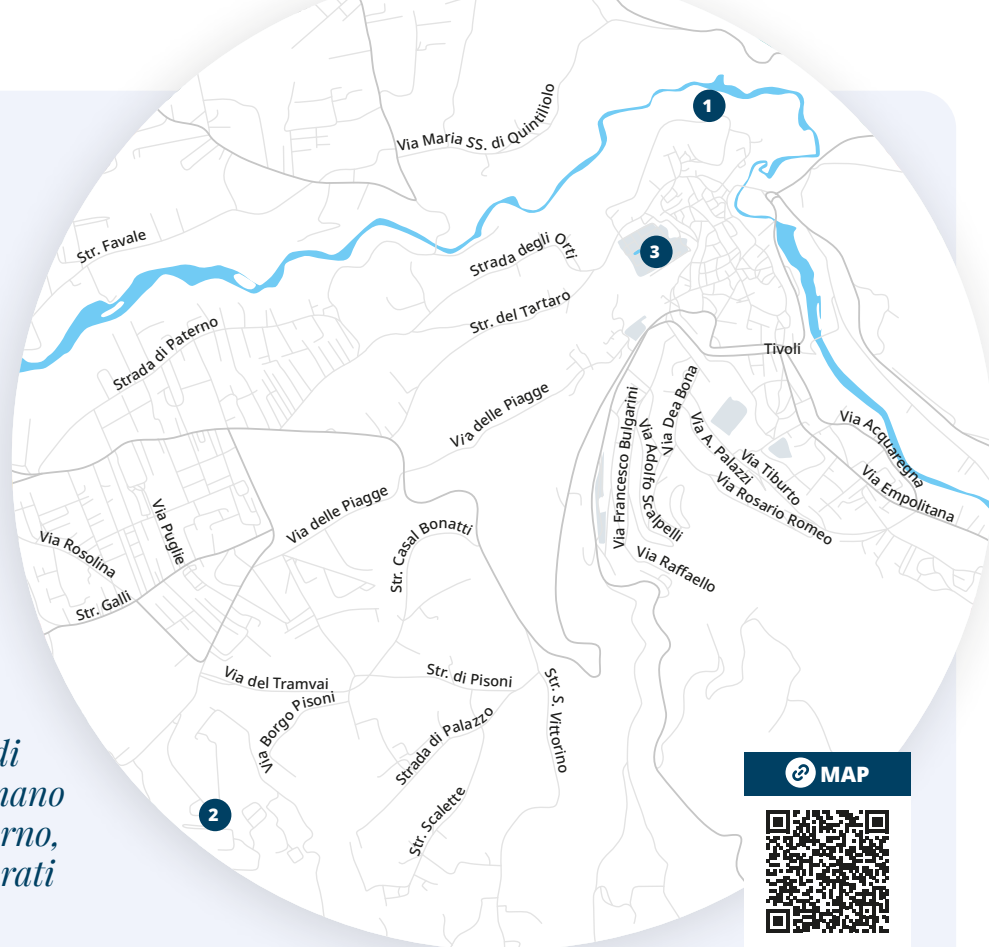 1
Via Maria SS. di Quintiliolo
Str. Favale
Strada degli Orti
3
Str. del Tartaro
Strada di Paterno
Tivoli
Via delle Piagge
Via Francesco Bulgarini
Via Adolfo Scalpelli
Via Dea Bona
Via A. Palazzi
Via Tiburto
Via Rosario Romeo
Via Acquaregna
Via Empolitana
Via delle Piagge
Via Puglie
Via Rosolina
Str. Galli
Str. Casal Bonatti
Via Raffaello
Via del Tramvai
Via Borgo Pisoni
Str. di Pisoni
Str. S. Vittorino
Strada di Palazzo
Str. Scalette
2
di
rno,
rati
MAP